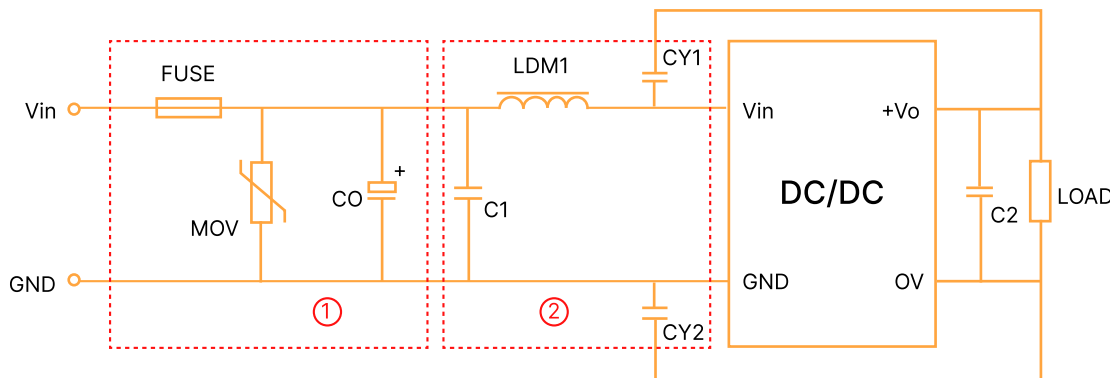 CY1
LDM1
FUSE
Vin
Vin
+Vo
+
DC/DC
CO
C1
C2
LOAD
MOV
GND
GND
OV
①
②
CY2